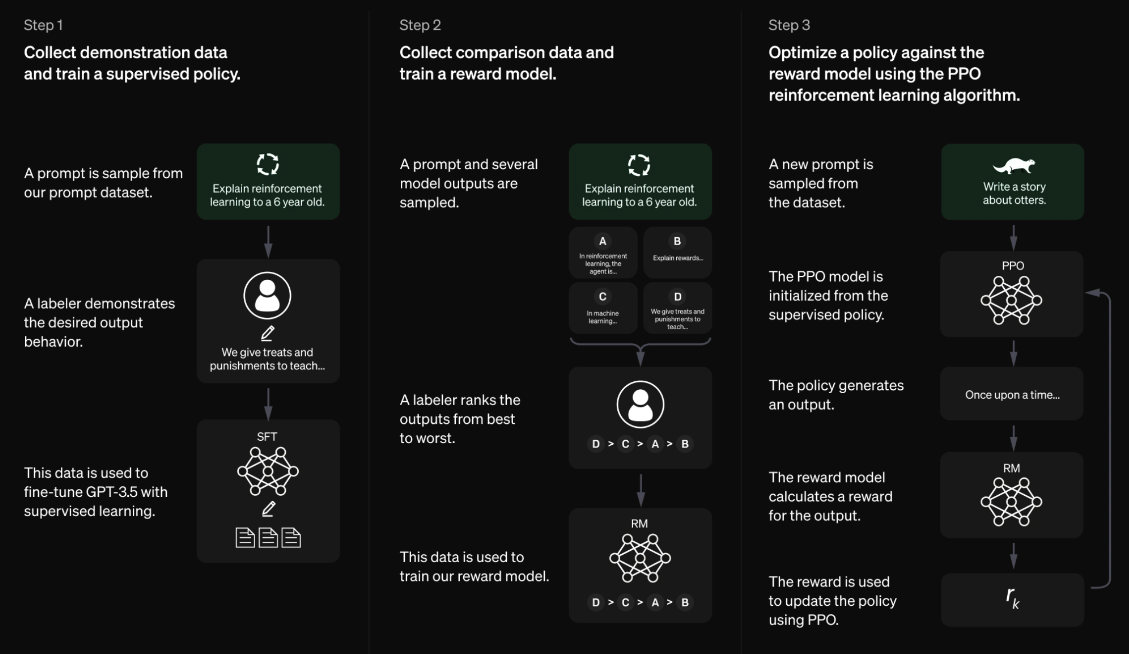 Step 1
Collect demonstration data
and train a supervised policy.
A prompt is sample from
our prompt dataset.
Explain reinforcement
learning to a 6 year old.
A labeler demonstrates
the desired output
behavior.
We give treats and
punishments to teach...
This data is used to
fine-tune GPT-3.5 with
supervised learning.
SFT
Step 2
Collect comparison data and
train a reward model.
A prompt and several
model outputs are
sampled.
Explain reinforcement
learning to a 6 year old.
A
In reinforcement
learning, the
agent is...
B
Explain rewards...
C
In machine
learning...
D
We give treats and
punishments to
teach...
A labeler ranks the
outputs from best
to worst.
D > C > A > B
This data is used to
train our reward model.
RM
D > C > A > B
Step 3
Optimize a policy against the
reward model using the PPO
reinforcement learning algorithm.
A new prompt is
sampled from
the dataset.
Write a story
about otters.
The PPO model is
initialized from the
supervised policy.
PPO
The policy generates
an output.
Once upon a time...
The reward model
calculates a reward
for the output.
RM
The reward is used
to update the policy
using PPO.
rk